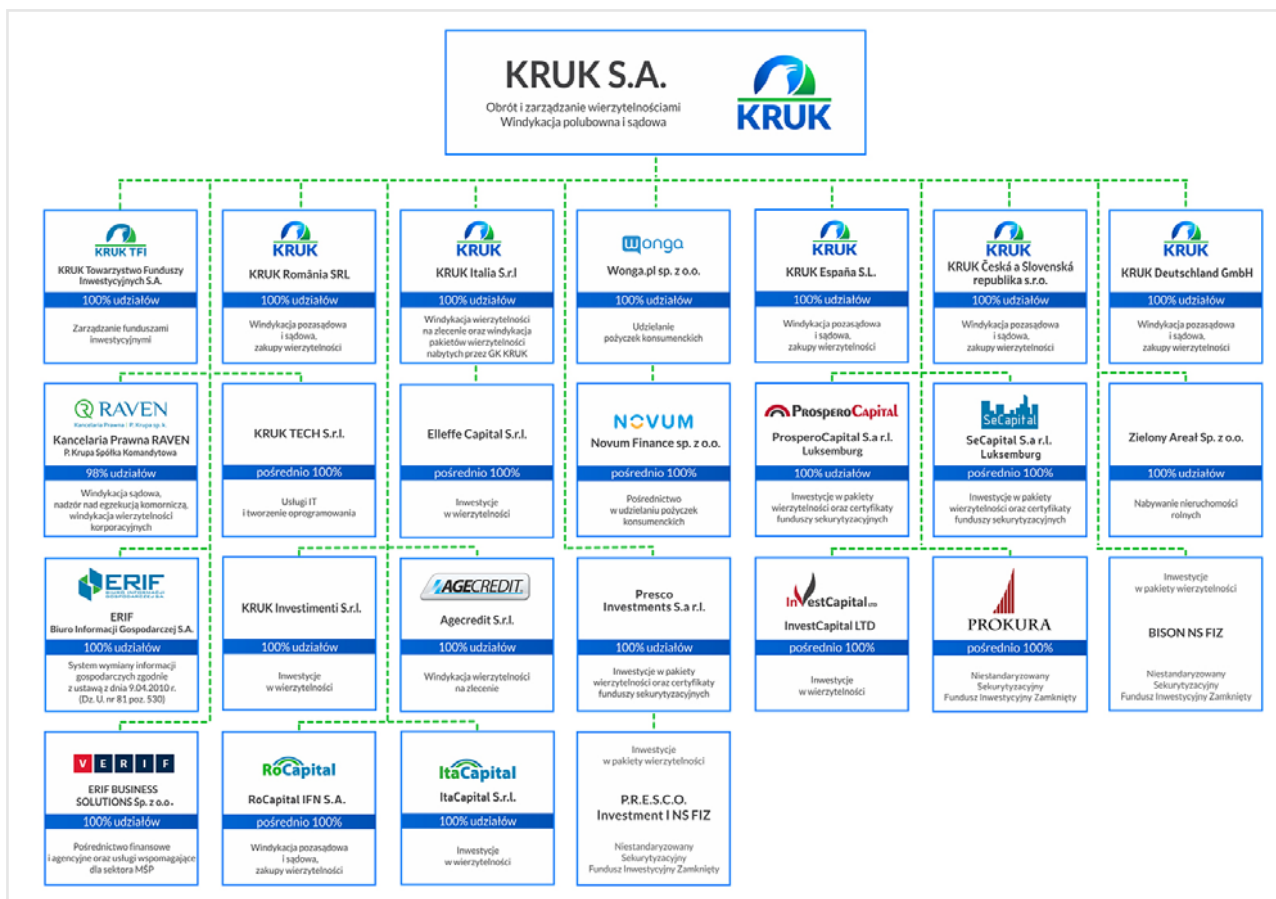 KRUK S.A.
Obrót i zarządzanie wierzytelnościami
Windykacja polubowna i sądowa
KRUK
KRUK TFI
KRUK Towarzystwo Funduszy
Inwestycyjnych S.A.
100% udziałów
Zarządzanie funduszami
inwestycyjnymi
KRUK
KRUK România SRL
100% udziałów
Windykacja pozasądowa
i sądowa,
zakupy wierzytelności
KRUK
KRUK Italia S.r.l
100% udziałów
Windykacja wierzytelności
na zlecenie oraz windykacja
pakietów wierzytelności
nabytych przez GK KRUK
wonga
Wonga.pl sp. z o.o.
100% udziałów
Udzielanie
pożyczek konsumenckich
KRUK
KRUK España S.L.
100% udziałów
Windykacja pozasądowa
i sądowa,
zakupy wierzytelności
KRUK
KRUK Česká a Slovenská
republika s.r.o.
100% udziałów
Windykacja pozasądowa
i sądowa,
zakupy wierzytelności
KRUK
KRUK Deutschland GmbH
100% udziałów
Windykacja pozasądowa
i sądowa,
zakupy wierzytelności
RAVEN
Kancelaria Prawna | P. Krupa sp. k.
Kancelaria Prawna RAVEN
P. Krupa Spółka Komandytowa
98% udziałów
Windykacja sądowa,
nadzór nad egzekucją komorniczą,
windykacja wierzytelności
korporacyjnych
KRUK TECH S.r.l.
pośrednio 100%
Usługi IT
i tworzenie oprogramowania
Elleffe Capital S.r.l.
pośrednio 100%
Inwestycje
w wierzytelności
NOVUM
Novum Finance sp. z o.o.
pośrednio 100%
Pośrednictwo
w udzielaniu pożyczek
konsumenckich
PROSPEROCAPITAL
ProsperoCapital S.a r.l.
Luksemburg
100% udziałów
Inwestycje w pakiety
wierzytelności oraz certyfikaty
funduszy sekurytyzacyjnych
SeCapital
SeCapital S.a r.l.
Luksemburg
pośrednio 100%
Inwestycje w pakiety
wierzytelności oraz certyfikaty
funduszy sekurytyzacyjnych
Zielony Areał Sp. z o.o.
100% udziałów
Nabywanie nieruchomości
rolnych
ERIF
BIURO INFORMACJI
GOSPODARCZEJ S.A.
ERIF
Biuro Informacji Gospodarczej S.A.
100% udziałów
System wymiany informacji
gospodarczych zgodnie
z ustawą z dnia 9.04.2010 r.
(Dz. U. nr 81 poz. 530)
KRUK Investimenti S.r.l.
100% udziałów
Inwestycje
w wierzytelności
AGECREDIT
Agecredit S.r.l.
100% udziałów
Windykacja wierzytelności
na zlecenie
Presco
Investments S.a r.l.
100% udziałów
Inwestycje w pakiety
wierzytelności oraz certyfikaty
funduszy sekurytyzacyjnych
InvestCapital LTD
InvestCapital LTD
pośrednio 100%
Inwestycje
w wierzytelności
PROKURA
pośrednio 100%
Niestandaryzowany
Sekurytyzacyjny
Fundusz Inwestycyjny Zamknięty
Inwestycje
w pakiety wierzytelności
BISON NS FIZ
Niestandaryzowany
Sekurytyzacyjny
Fundusz Inwestycyjny Zamknięty
VERIF
ERIF BUSINESS
SOLUTIONS Sp. z o.o.
100% udziałów
Pośrednictwo finansowe
i agencyjne oraz usługi wspomagające
dla sektora MŚP
RoCapital
RoCapital IFN S.A.
pośrednio 100%
Windykacja pozasądowa
i sądowa,
zakupy wierzytelności
ItaCapital
ItaCapital S.r.l.
100% udziałów
Inwestycje
w wierzytelności
Inwestycje
w pakiety wierzytelności
P.R.E.S.C.O.
Investment I NS FIZ
Niestandaryzowany
Sekurytyzacyjny
Fundusz Inwestycyjny Zamknięty